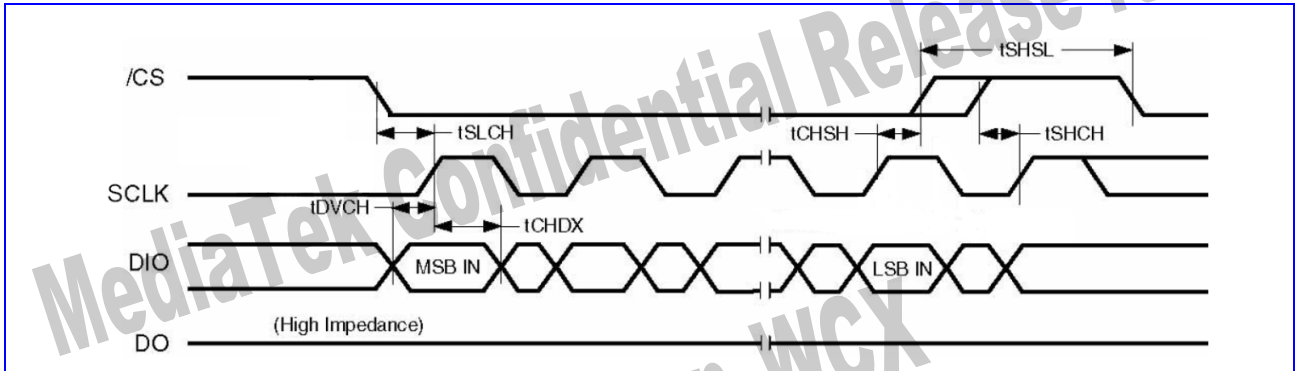 tSHSL
/CS
tSLCH
tCHSH
tSHCH
SCLK
tDVCH
tCHDX
DIO
MSB IN
LSB IN
(High Impedance)
DO
MediaTek Confidential Release
WCX